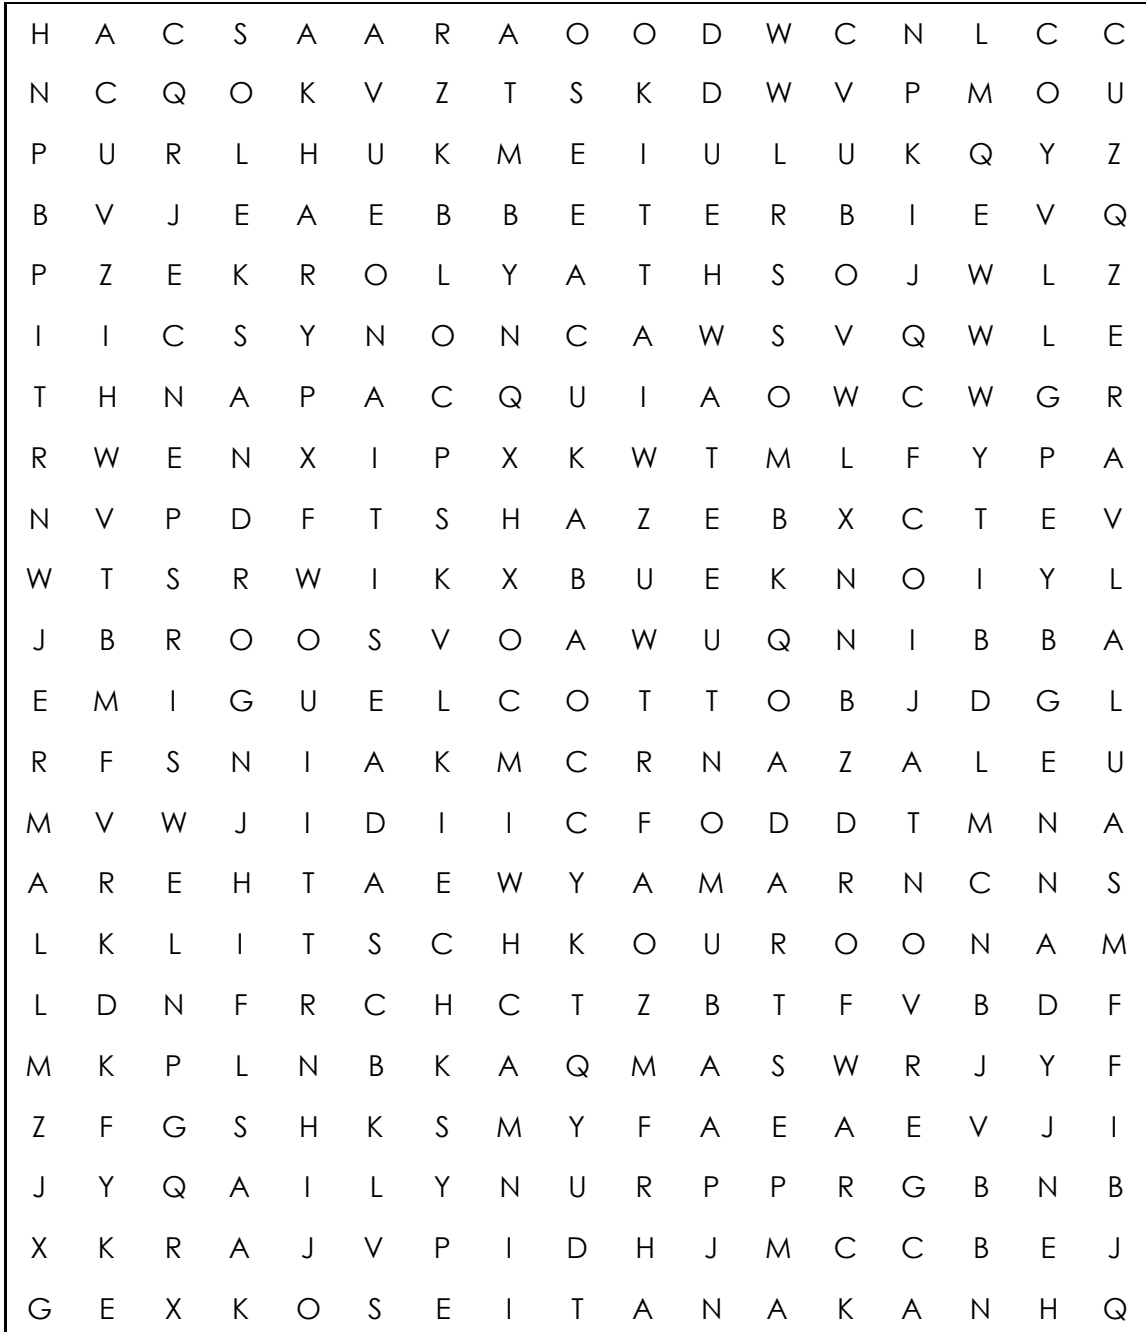 H A C S A A R A O O D W C N L C C
N C Q O K V Z T S K D W V P M O U
P U R L H U K M E I U L U K Q Y Z
B V J E A E B B E T E R B I E V Q
P Z E K R O L Y A T H S O J W L Z
I I C S Y N O N C A W S V Q W L E
T H N A P A C Q U I A O W C W G R
R W E N X I P X K W T M L F Y P A
N V P D F T S H A Z E B X C T E V
W T S R W I K X B U E K N O I Y L
J B R O O S V O A W U Q N I B B A
E M I G U E L C O T T O B J D G L
R F S N I A K M C R N A Z A L E U
M V W J I D I I C F O D D T M N A
A R E H T A E W Y A M A R N C N S
L K L I T S C H K O U R O O N A M
L D N F R C H C T Z B T F V B D F
M K P L N B K A Q M A S W R J Y F
Z F G S H K S M Y F A E A E V J I
J Y Q A I L Y N U R P P R G B N B
X K R A J V P I D H J M C C B E J
G E X K O S E I T A N A K A N H Q